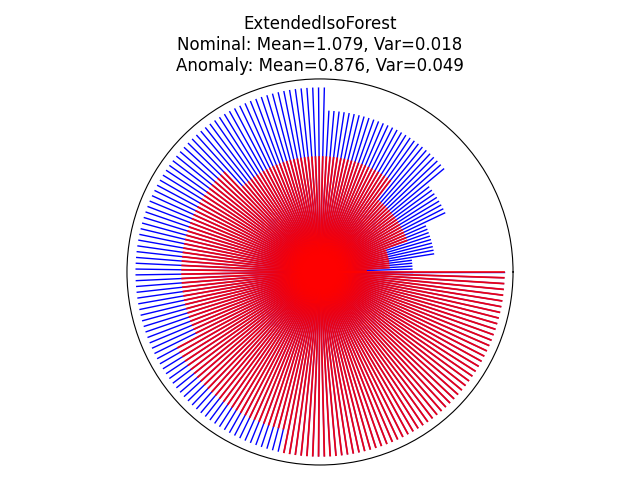 ExtendedIsoForest
Nominal: Mean=1.079, Var=0.018
Anomaly: Mean=0.876, Var=0.049